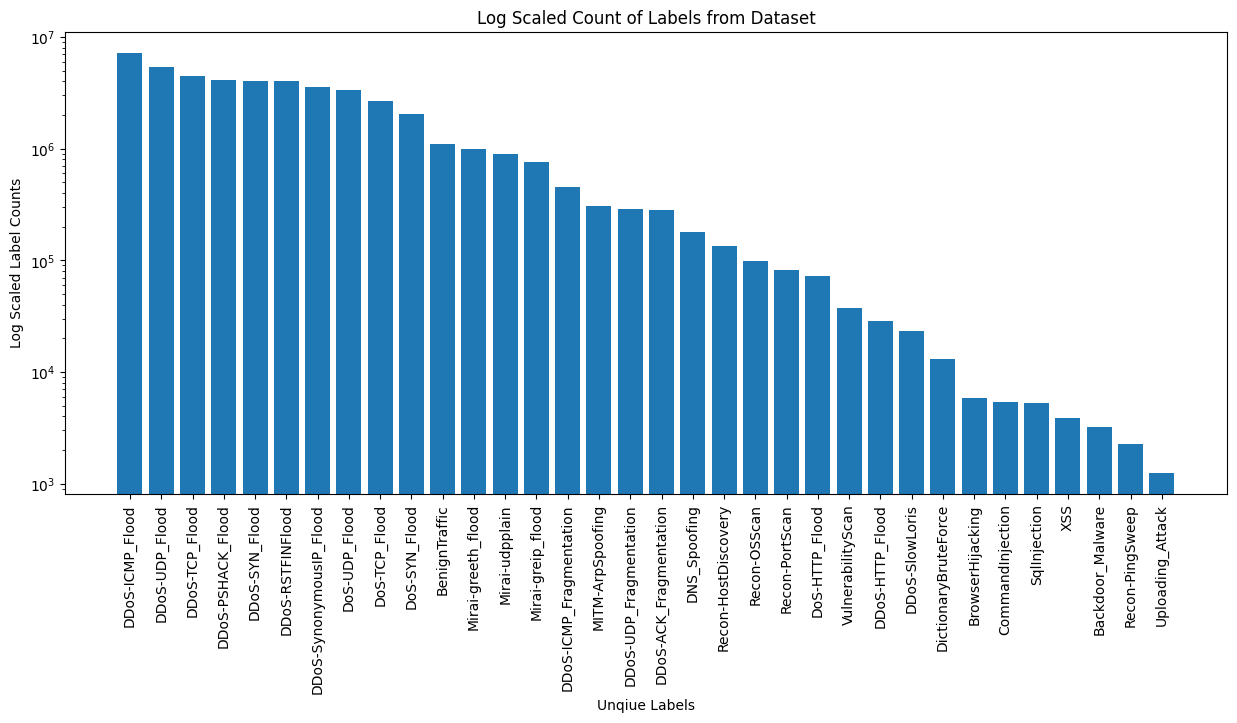 Log Scaled Count of Labels from Dataset
Log Scaled Label Counts
10^7
10^6
10^5
10^4
10^3
DDoS-ICMP_Flood
DDoS-UDP_Flood
DDoS-TCP_Flood
DDoS-PSHACK_Flood
DDoS-SYN_Flood
DDoS-RSTFINFlood
DDoS-SynonymousIP_Flood
DoS-UDP_Flood
DoS-TCP_Flood
DoS-SYN_Flood
BenignTraffic
Mirai-greeth_flood
Mirai-udpplain
Mirai-greip_flood
DDoS-ICMP_Fragmentation
MITM-ArpSpoofing
DDoS-UDP_Fragmentation
DDoS-ACK_Fragmentation
DNS_Spoofing
Recon-HostDiscovery
Recon-OSScan
Recon-PortScan
DoS-HTTP_Flood
VulnerabilityScan
DDoS-HTTP_Flood
DDoS-SlowLoris
DictionaryBruteForce
BrowserHijacking
CommandInjection
SqlInjection
XSS
Backdoor_Malware
Recon-PingSweep
Uploading_Attack
Unqiue Labels